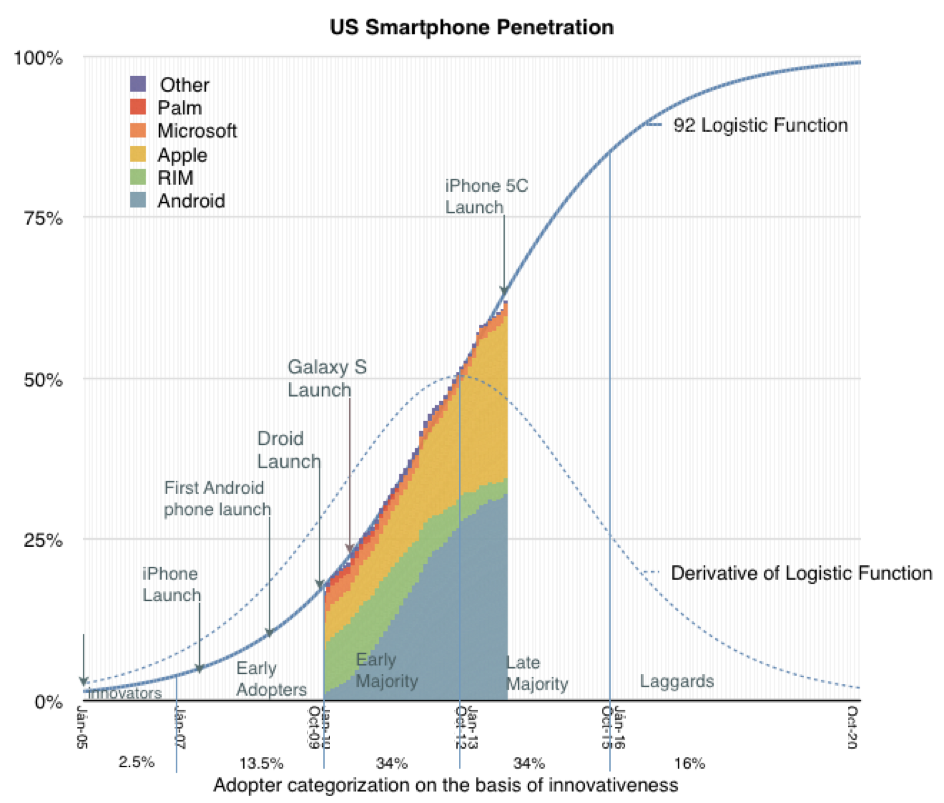 US Smartphone Penetration
100%
Other
Palm
Microsoft
Apple
RIM
Android
92 Logistic Function
iPhone 5C
Launch
75%
50%
Galaxy S
Launch
Droid
Launch
First Android
phone launch
25%
iPhone
Launch
Derivative of Logistic Function
Early
Adopters
Early
Majority
Late
Majority
Laggards
Innovators
0%
Jan-05
Jan-07
Oct-09
Jan-10
Oct-12
Jan-13
Oct-15
Jan-16
Oct-20
2.5%
13.5%
34%
34%
16%
Adopter categorization on the basis of innovativeness